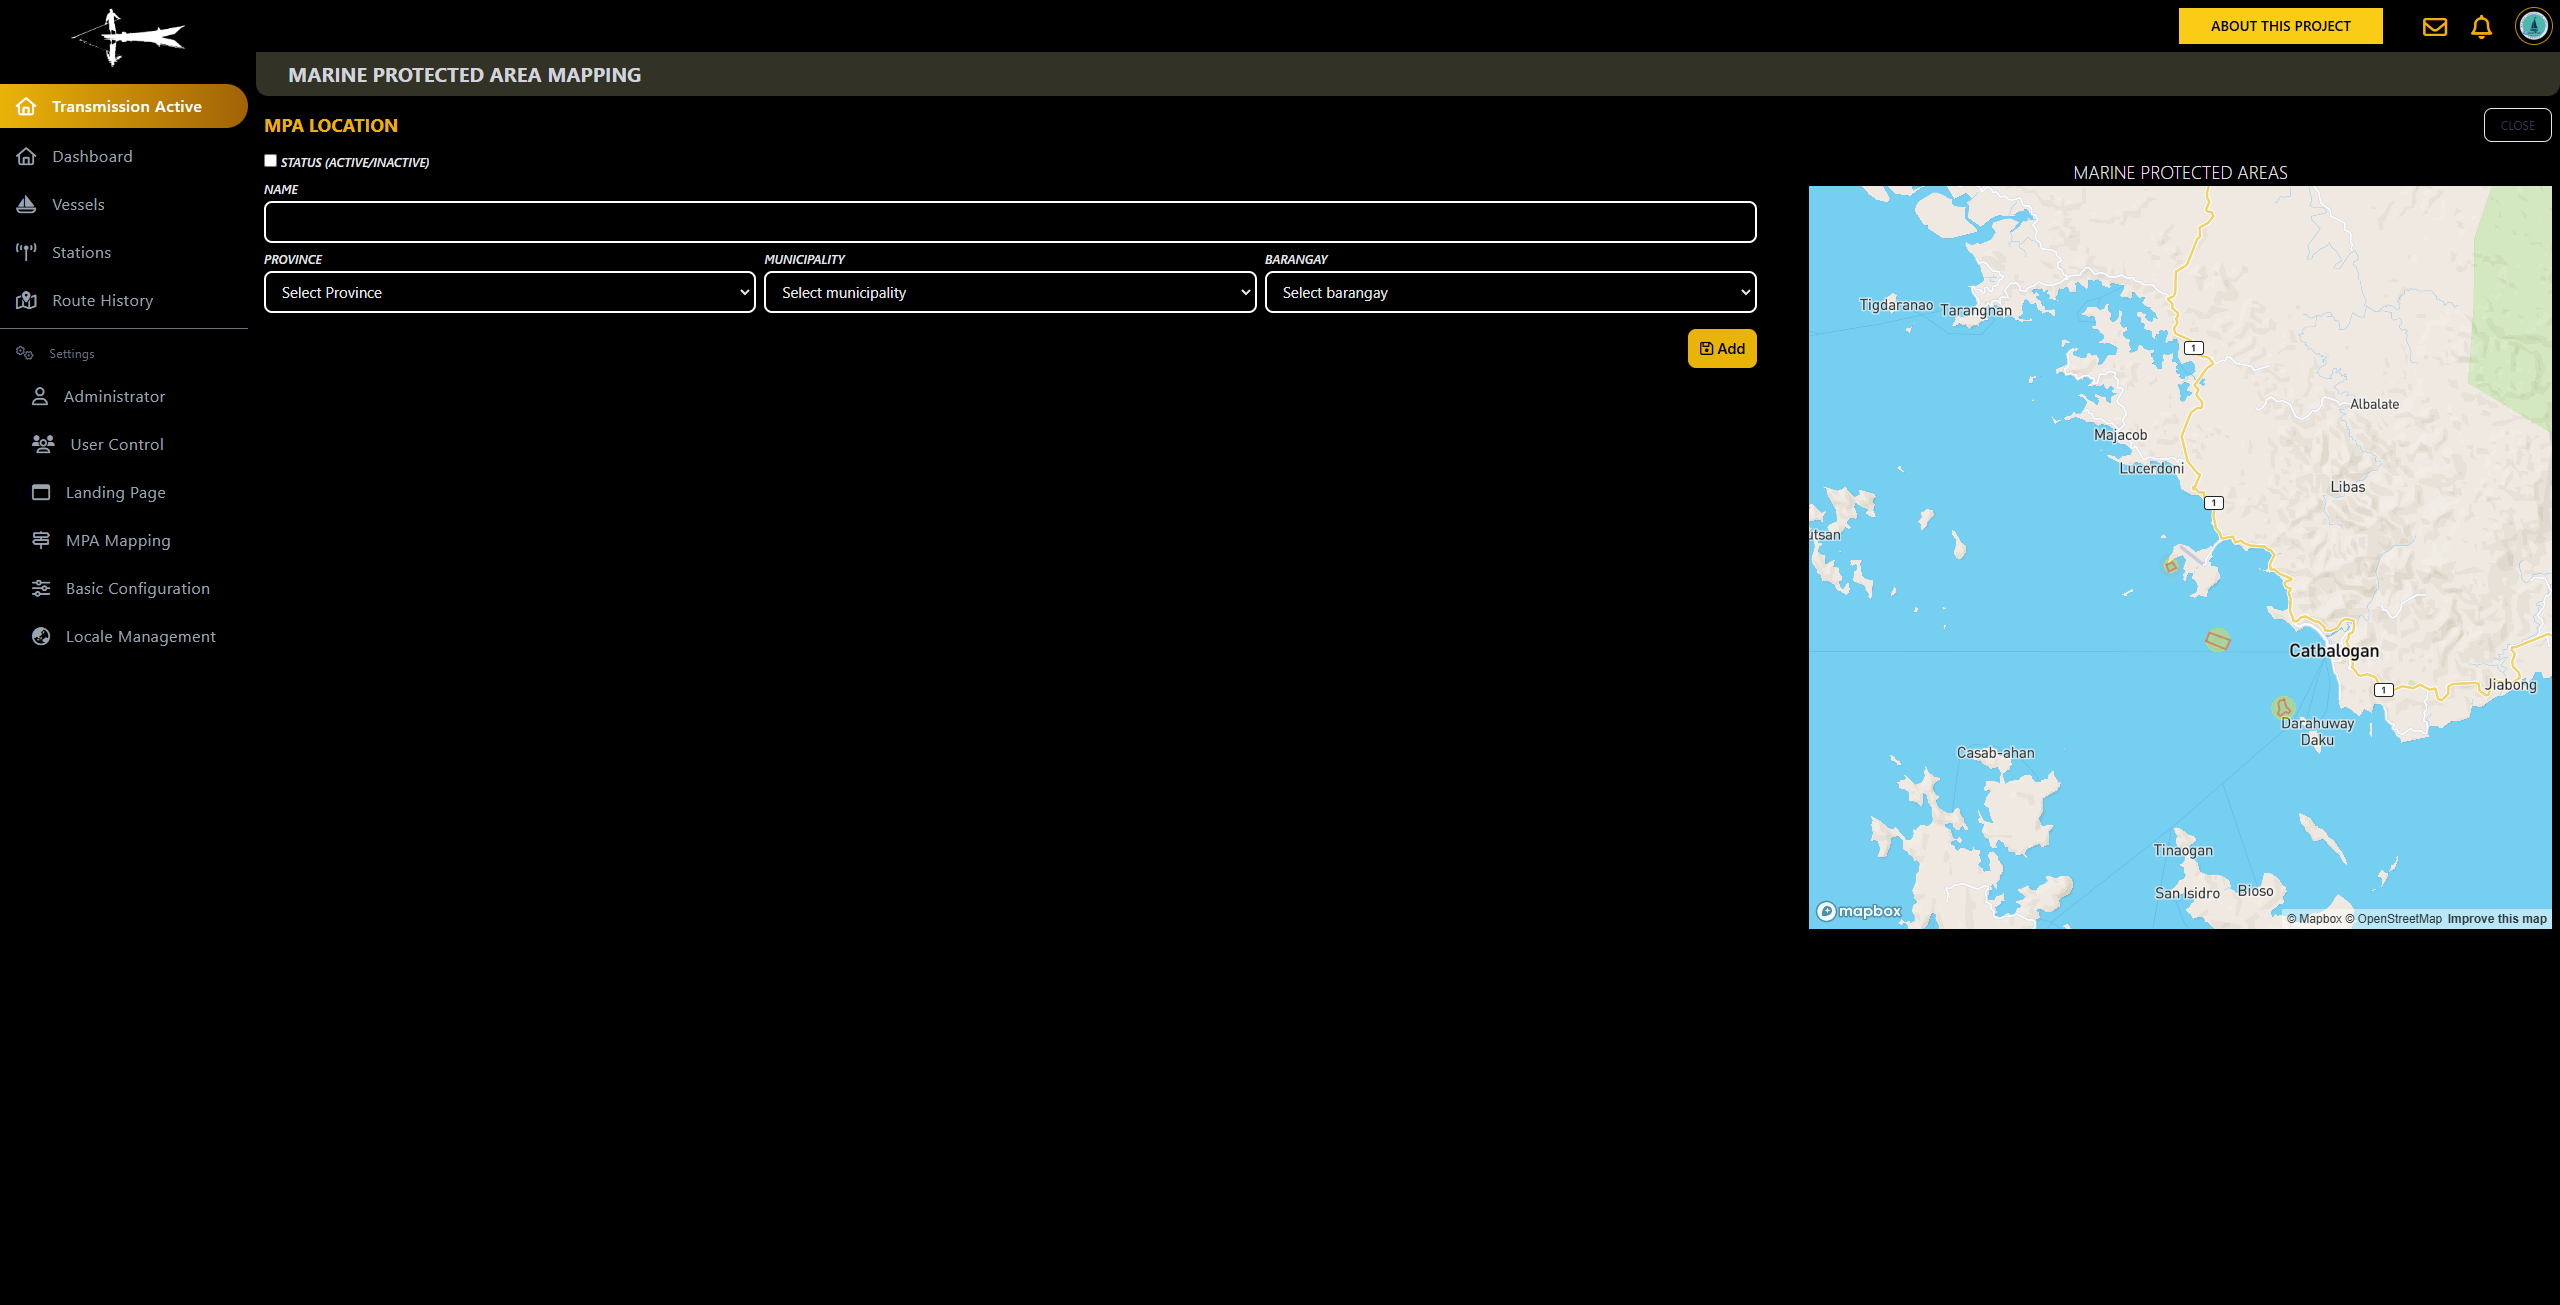 ABOUT THIS PROJECT
MARINE PROTECTED AREA MAPPING
Transmission Active
Dashboard
Vessels
Stations
Route History
Settings
Administrator
User Control
Landing Page
MPA Mapping
Basic Configuration
Locale Management
MPA LOCATION
CLOSE
STATUS (ACTIVE/INACTIVE)
NAME
PROVINCE
MUNICIPALITY
BARANGAY
Select Province
Select municipality
Select barangay
Add
MARINE PROTECTED AREAS
Tigdaranao
Tarangnan
1
Albalate
Majacob
Lucerdoni
Libas
1
utsan
Catbalogan
Jiabong
1
Darahuway
Daku
Casab-ahan
Tinaogan
San Isidro
Bioso
mapbox
© Mapbox © OpenStreetMap Improve this map